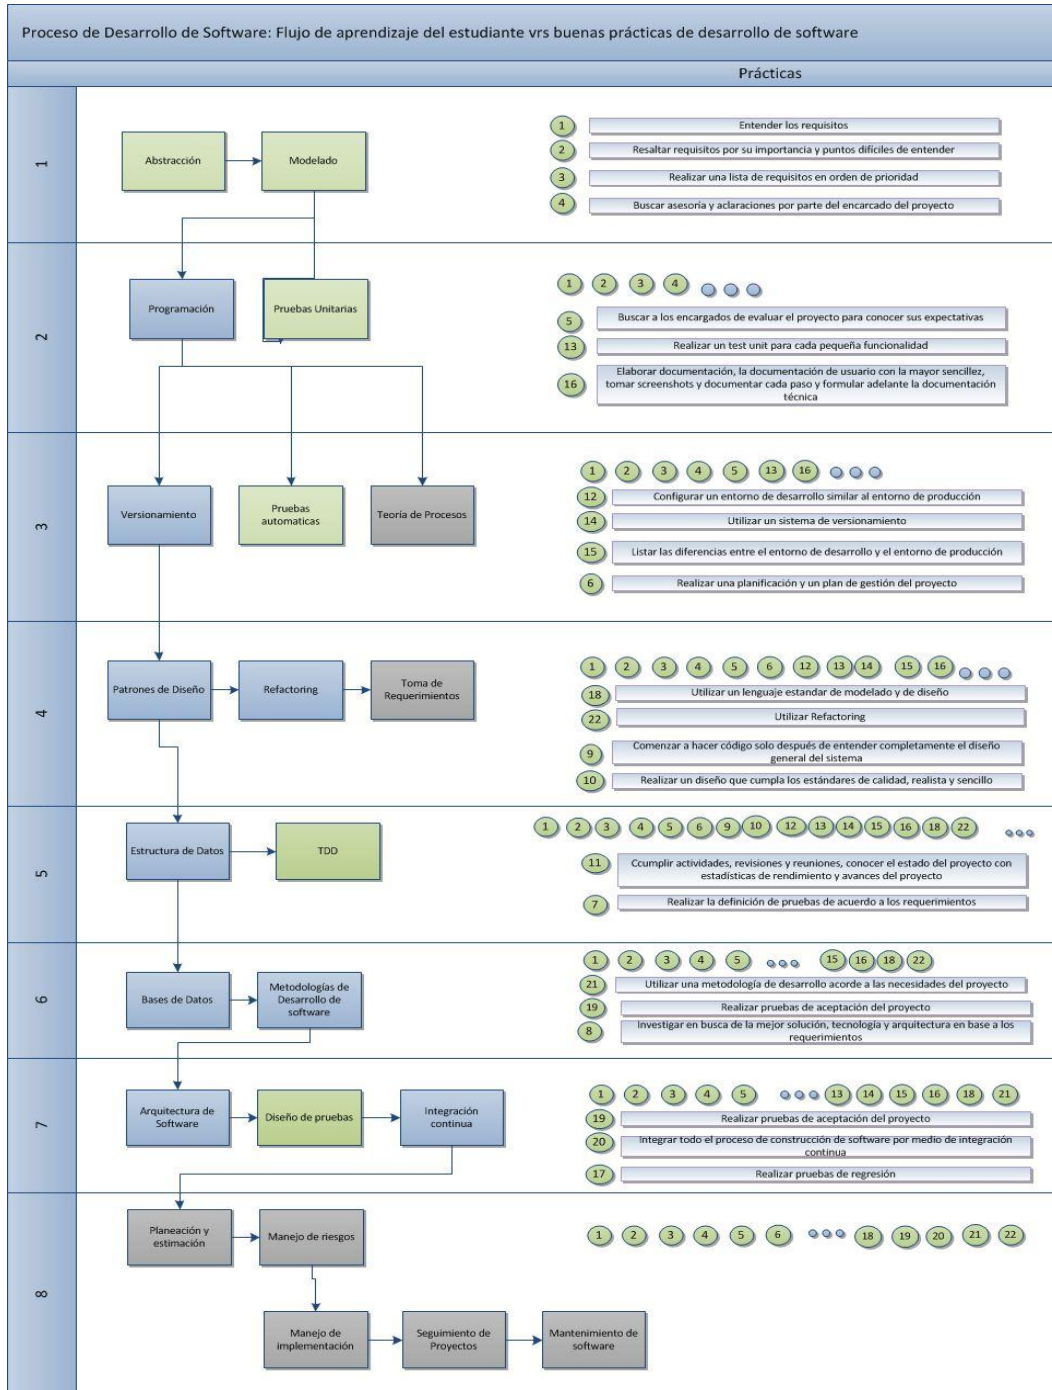 Proceso de Desarrollo de Software: Flujo de aprendizaje del estudiante vrs buenas prácticas de desarrollo de software
Prácticas
1
Abstracción
Modelado
1 Entender los requisitos
2 Resaltar requisitos por su importancia y puntos difíciles de entender
3 Realizar una lista de requisitos en orden de prioridad
4 Buscar asesoría y aclaraciones por parte del encarcado del proyecto
2
Programación
Pruebas Unitarias
1 2 3 4
5 Buscar a los encargados de evaluar el proyecto para conocer sus expectativas
13 Realizar un test unit para cada pequeña funcionalidad
16 Elaborar documentación, la documentación de usuario con la mayor sencillez,
tomar screenshots y documentar cada paso y formular adelante la documentación
técnica
3
Versionamiento
Pruebas
automaticas
Teoría de Procesos
1 2 3 4 5 13 16
12 Configurar un entorno de desarrollo similar al entorno de producción
14 Utilizar un sistema de versionamiento
15 Listar las diferencias entre el entorno de desarrollo y el entorno de producción
6 Realizar una planificación y un plan de gestión del proyecto
4
Patrones de Diseño
Refactoring
Toma de
Requerimientos
1 2 3 4 5 6 12 13 14 15 16
18 Utilizar un lenguaje estandar de modelado y de diseño
22 Utilizar Refactoring
9 Comenzar a hacer código solo después de entender completamente el diseño
general del sistema
10 Realizar un diseño que cumpla los estándares de calidad, realista y sencillo
5
Estructura de Datos
TDD
1 2 3 4 5 6 9 10 12 13 14 15 16 18 22
11 Ccumplir actividades, revisiones y reuniones, conocer el estado del proyecto con
estadísticas de rendimiento y avances del proyecto
7 Realizar la definición de pruebas de acuerdo a los requerimientos
6
Bases de Datos
Metodologías de
Desarrollo de
software
1 2 3 4 5 15 16 18 22
21 Utilizar una metodología de desarrollo acorde a las necesidades del proyecto
19 Realizar pruebas de aceptación del proyecto
8 Investigar en busca de la mejor solución, tecnología y arquitectura en base a los
requerimientos
7
Arquitectura de
Software
Diseño de pruebas
Integración
continua
1 2 3 4 5 13 14 15 16 18 21
19 Realizar pruebas de aceptación del proyecto
20 Integrar todo el proceso de construcción de software por medio de integración
continua
17 Realizar pruebas de regresión
8
Planeación y
estimación
Manejo de riesgos
1 2 3 4 5 6 18 19 20 21 22
Manejo de
implementación
Seguimiento de
Proyectos
Mantenimiento de
software